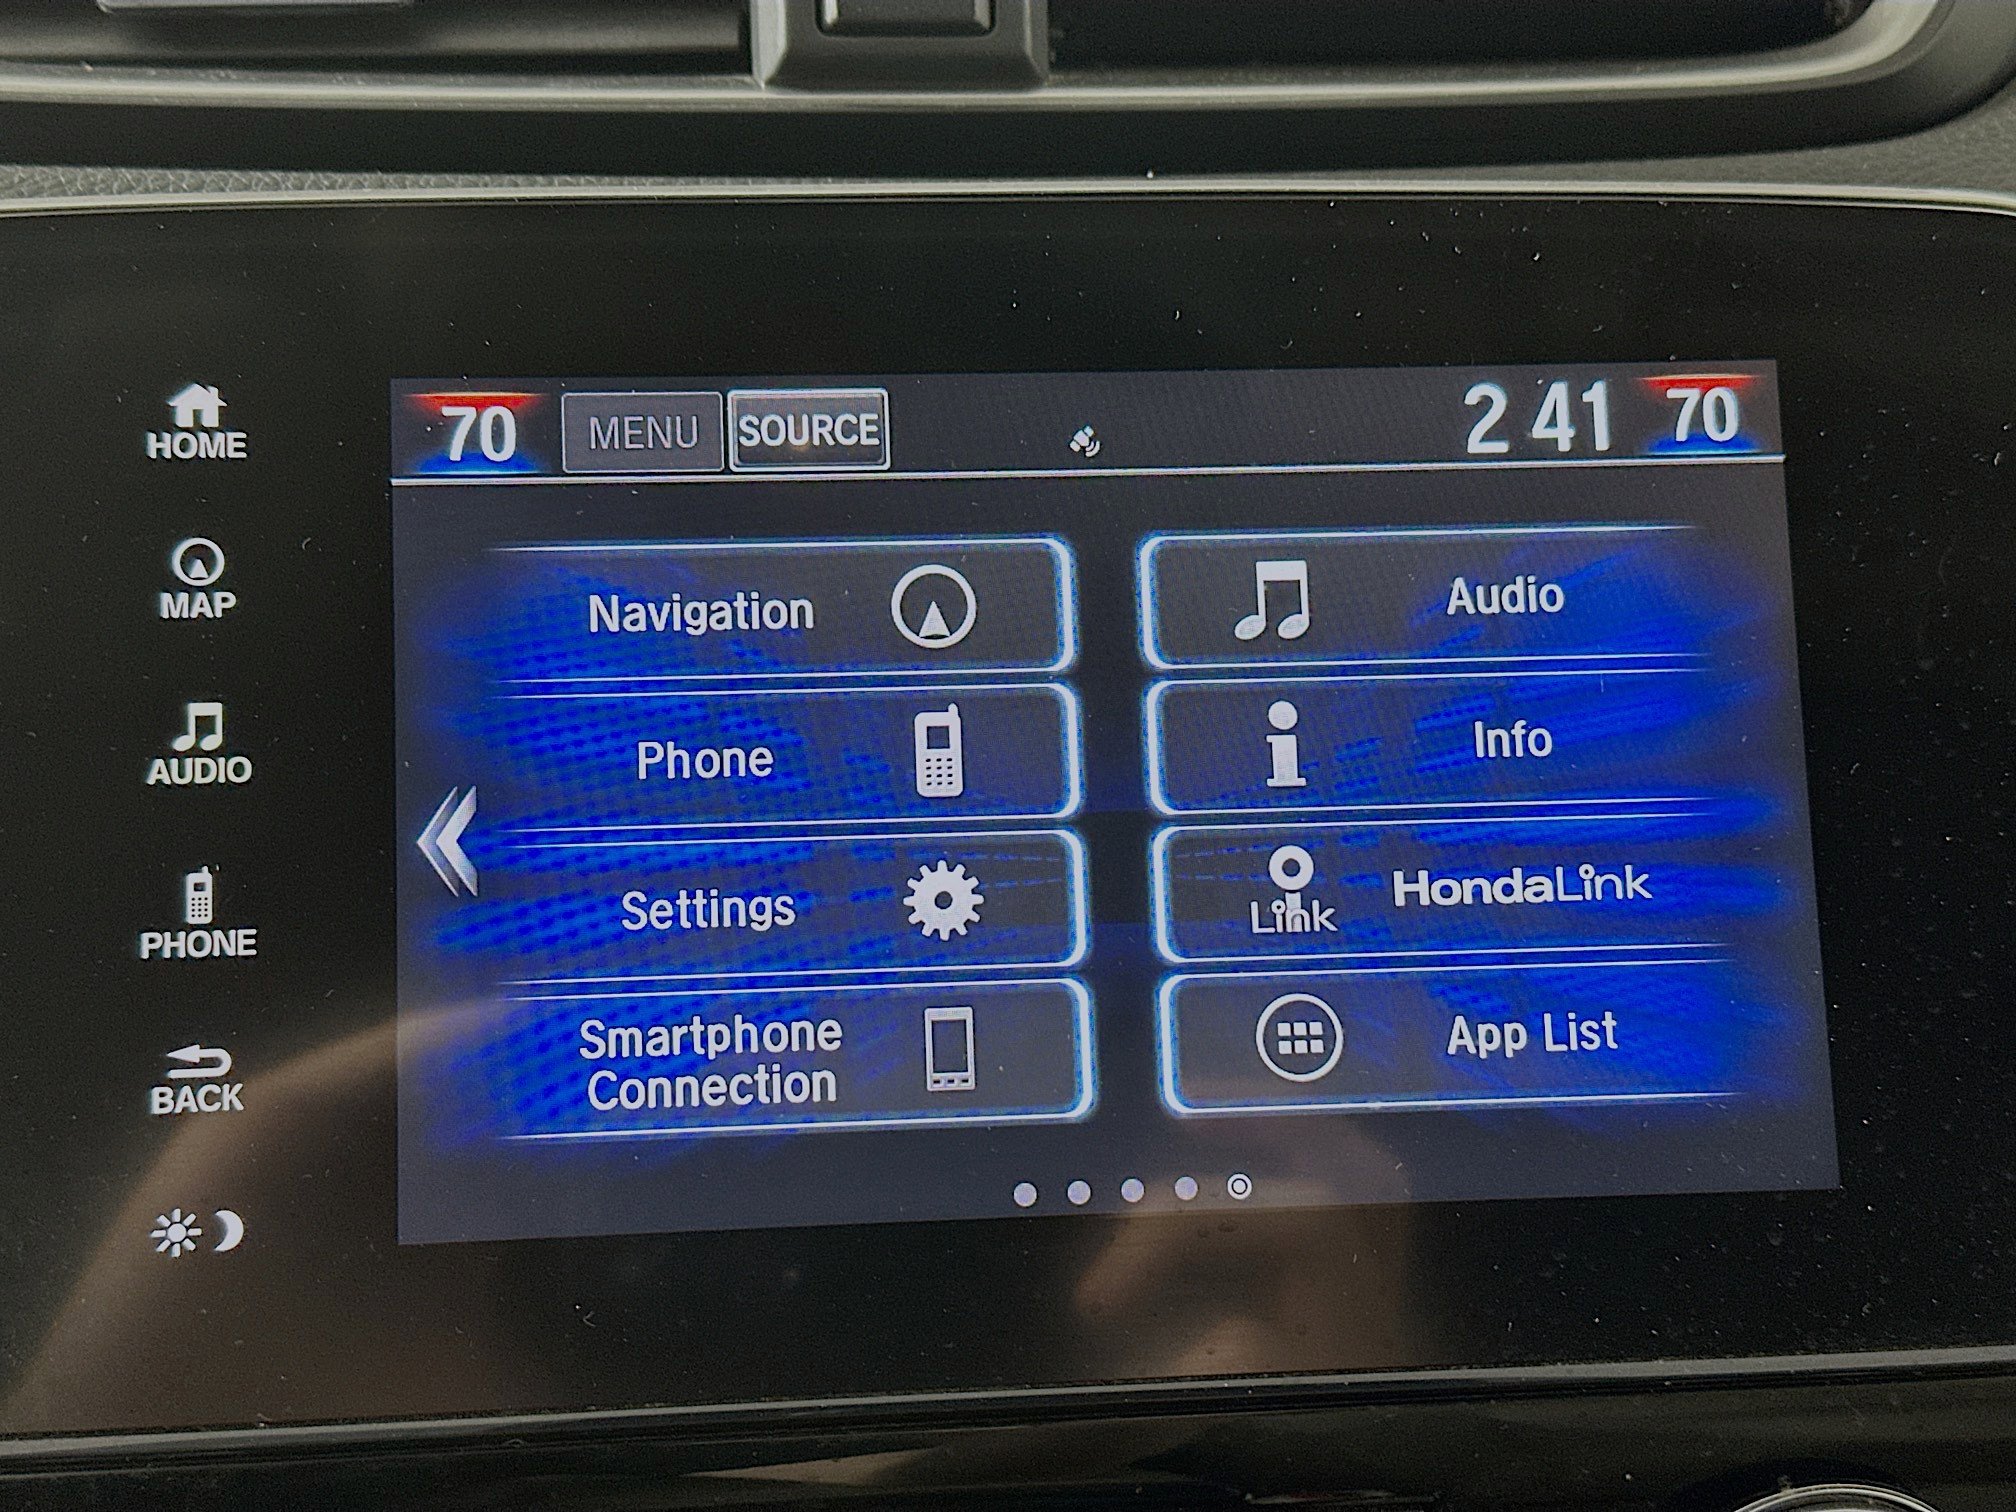 HOME
MAP
AUDIO
PHONE
BACK
70 MENU SOURCE 2 41 70
Navigation
Audio
Phone
Info
Settings
Link
HondaLink
Smartphone
Connection
App List